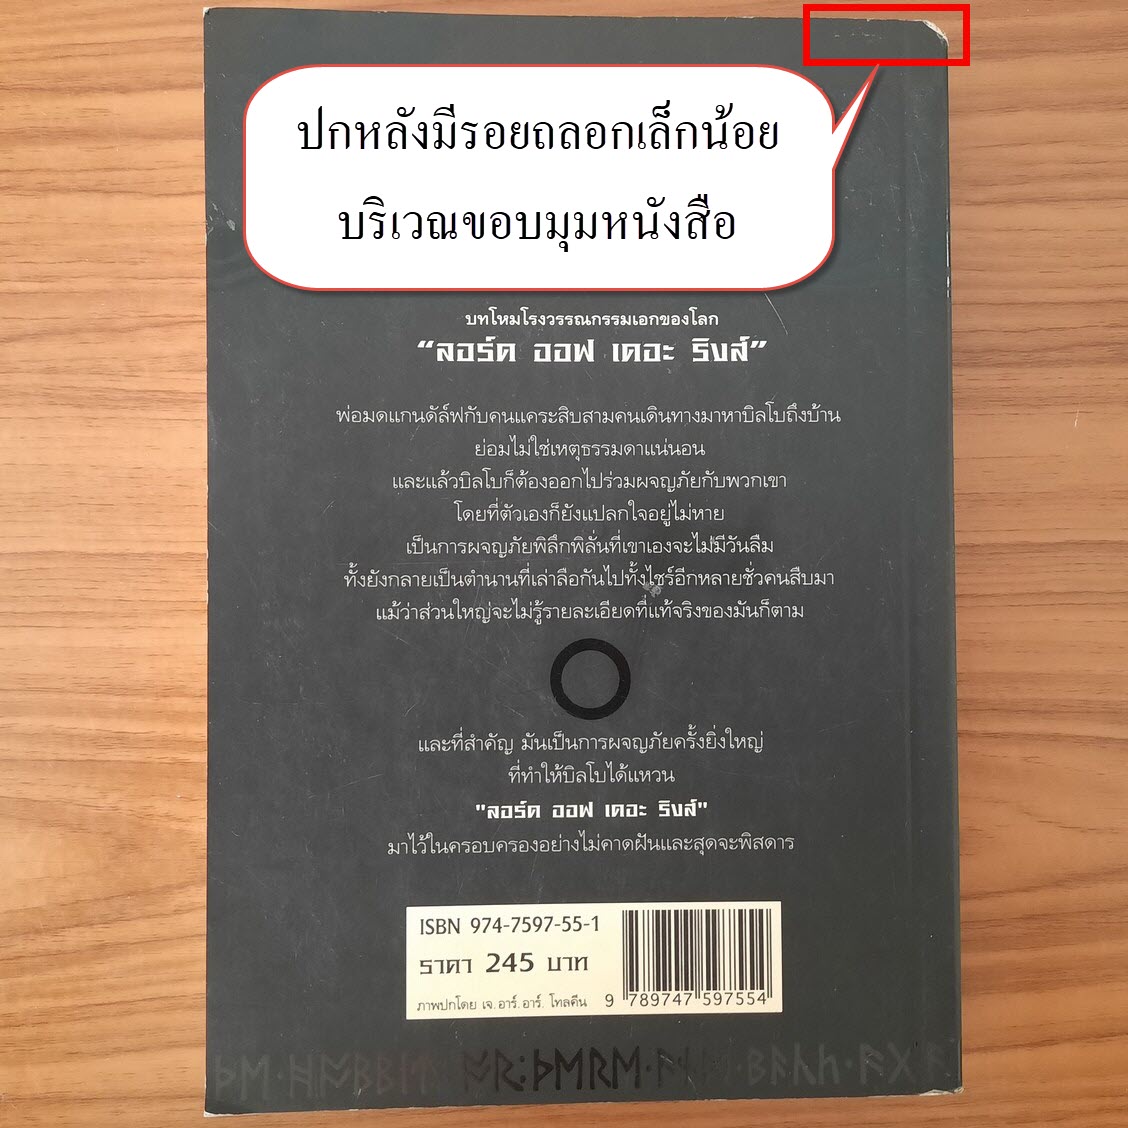 ปกหลังมีรอยถลอกเล็กน้อย
บริเวณขอบมุมหนังสือ
บทโหมโรงวรรณกรรมเอกของโลก
“ลอร์ด ออฟ เดอะ ริงส์”
พ่อมดแกนดัล์ฟกับคนแคระสิบสามคนเดินทางมาหาบิลโบถึงบ้าน
ย่อมไม่ใช่เหตุธรรมดาแน่นอน
และแล้วบิลโบก็ต้องออกไปร่วมผจญภัยกับพวกเขา
โดยที่ตัวเองก็ยังแปลกใจอยู่ไม่หาย
เป็นการผจญภัยพิลึกพิลั่นที่เขาเองจะไม่มีวันลืม
ทั้งยังกลายเป็นตำนานที่เล่าลือกันไปทั้งไชร์อีกหลายชั่วคนสืบมา
แม้ว่าส่วนใหญ่จะไม่รู้รายละเอียดที่แท้จริงของมันก็ตาม
และที่สำคัญ มันเป็นการผจญภัยครั้งยิ่งใหญ่
ที่ทำให้บิลโบได้แหวน
"ลอร์ด ออฟ เดอะ ริงส์"
มาไว้ในครอบครองอย่างไม่คาดฝันและสุดจะพิสดาร
ISBN 974-7597-55-1
ราคา 245 บาท
ภาพปกโดย เจ.อาร์.อาร์. โทลคีน
9 789747 597554